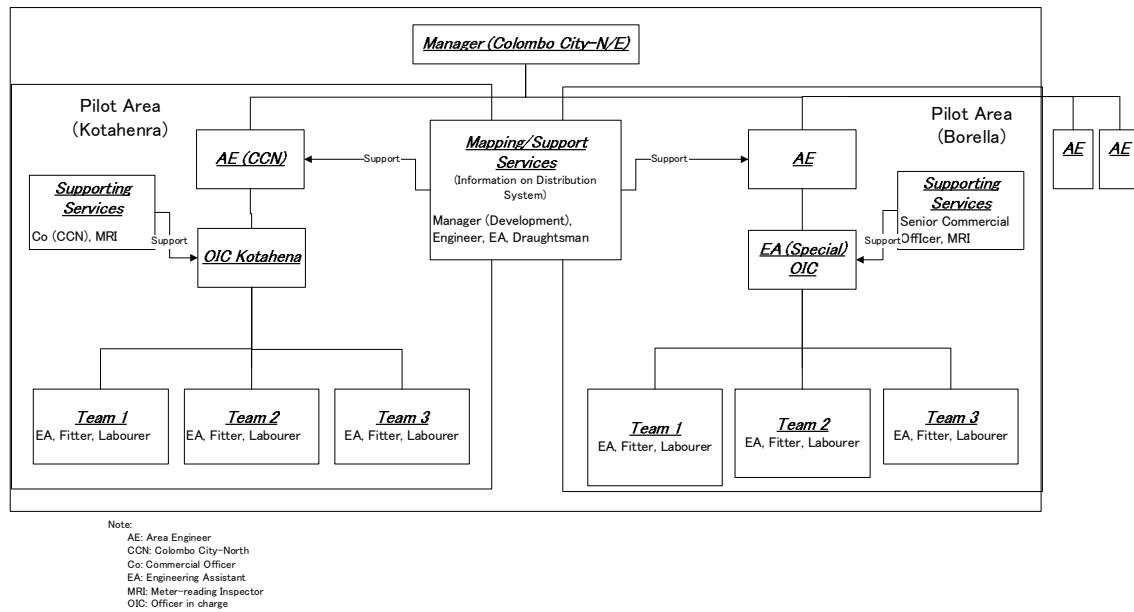 Manager (Colombo City-N/E)
Pilot Area
(Kotahenra)
AE (CCN)
Support
Supporting
Services
Co (CCN), MRI
Support
OIC Kotahena
Team 1
EA, Fitter, Labourer
Team 2
EA, Fitter, Labourer
Team 3
EA, Fitter, Labourer
Mapping/Support
Services
(Information on Distribution
System)
Manager (Development),
Engineer, EA, Draughtsman
Support
Pilot Area
(Borella)
AE
AE
AE
Supporting
Services
Senior Commercial
OffIcer, MRI
Support
EA (Special)
OIC
Team 1
EA, Fitter, Labourer
Team 2
EA, Fitter, Labourer
Team 3
EA, Fitter, Labourer
Note:
AE: Area Engineer
CCN: Colombo City-North
Co: Commercial Officer
EA: Engineering Assistant
MRI: Meter-reading Inspector
OIC: Officer in charge